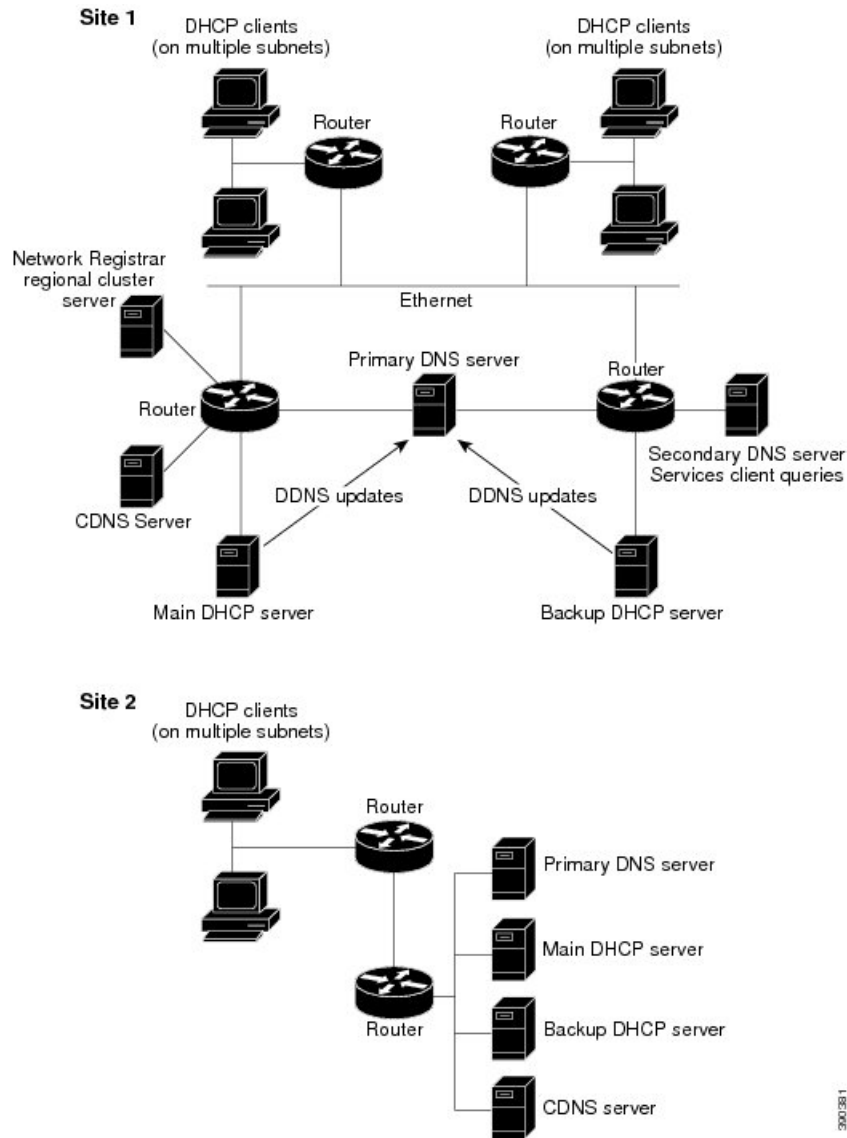 Site 1
DHCP clients
(on multiple subnets)
DHCP clients
(on multiple subnets)
Router
Router
Network Registrar
regional cluster
server
Ethernet
Primary DNS server
Router
Router
Secondary DNS server
Services client queries
CDNS Server
DDNS updates
DDNS updates
Main DHCP server
Backup DHCP server
Site 2
DHCP clients
(on multiple subnets)
Router
Primary DNS server
Main DHCP server
Router
Backup DHCP server
CDNS server
390381